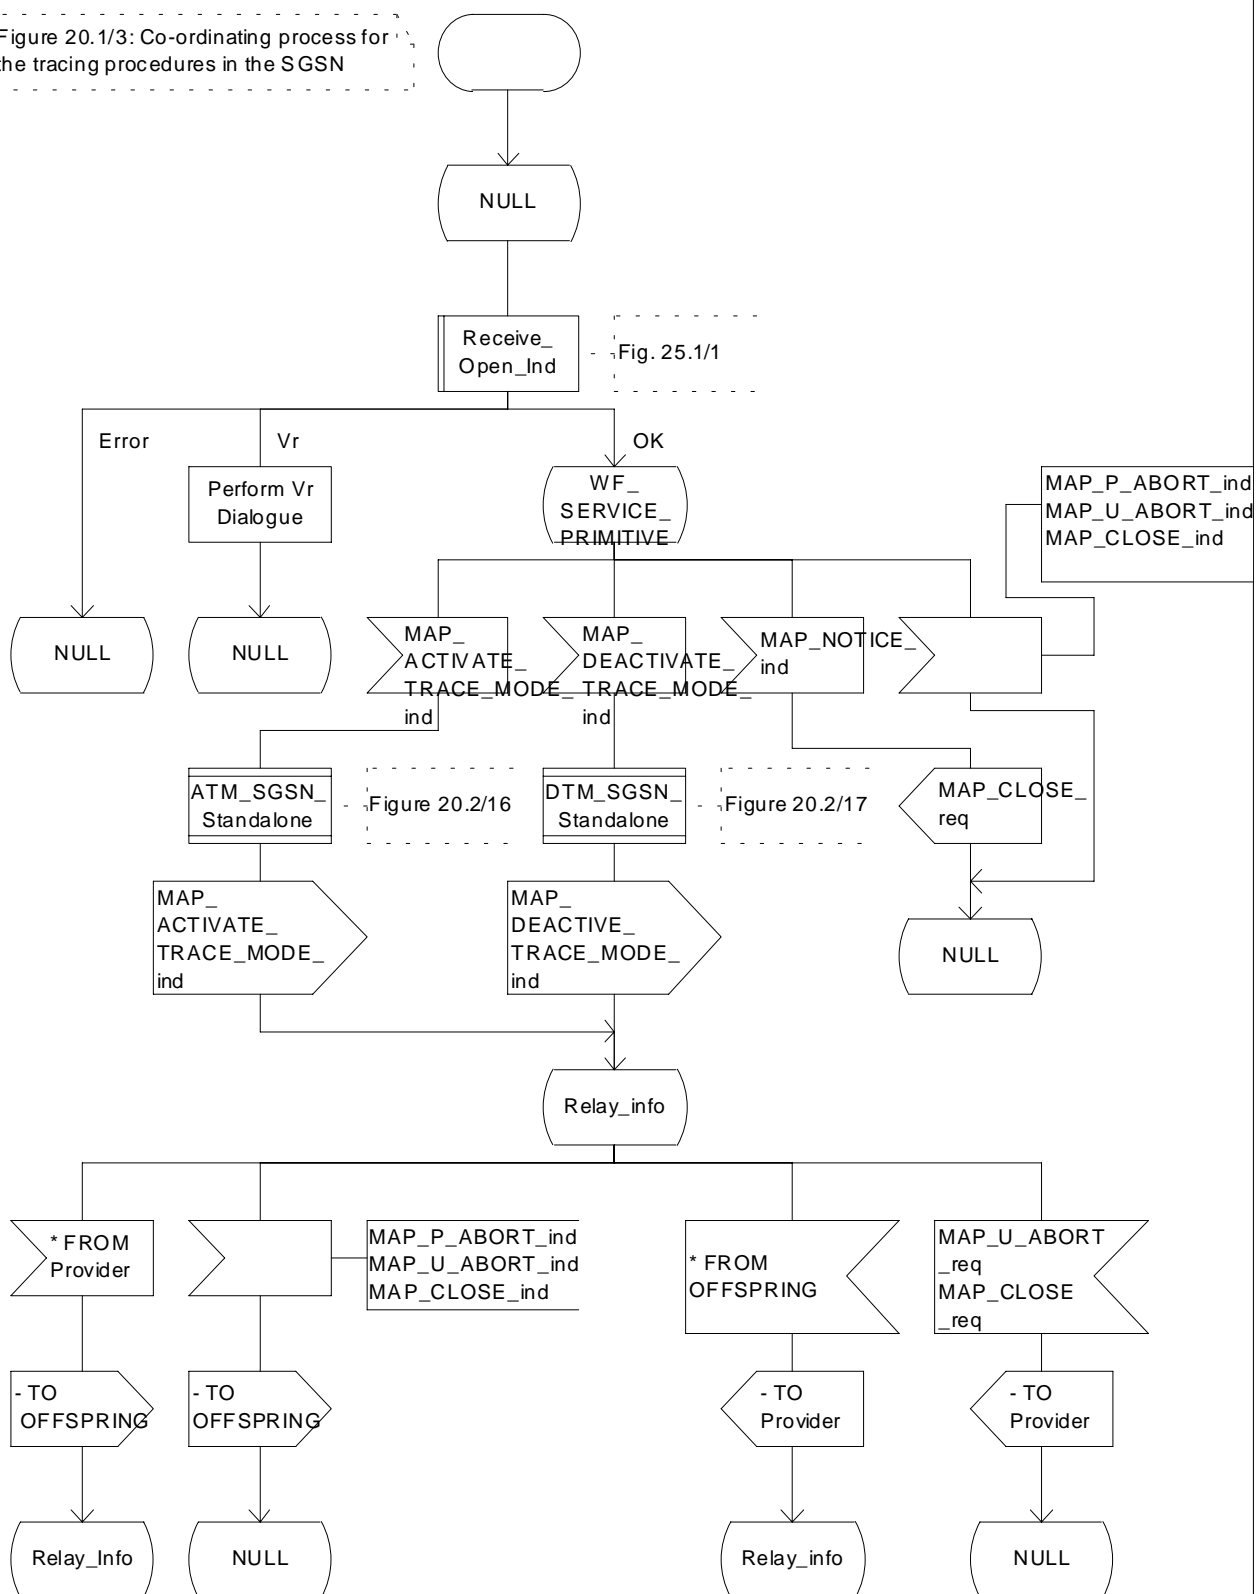 Figure 20.1/3: Co-ordinating process for
the tracing procedures in the SGSN
NULL
Receive_
Open_Ind
Fig. 25.1/1
Error
Vr
OK
Perform Vr
Dialogue
WF_
SERVICE_
PRIMITIVE
MAP_P_ABORT_ind
MAP_U_ABORT_ind
MAP_CLOSE_ind
NULL
NULL
MAP_
ACTIVATE_
TRACE_MODE_
ind
MAP_
DEACTIVATE_
TRACE_MODE_
ind
MAP_NOTICE_
ind
ATM_SGSN_
Standalone
Figure 20.2/16
DTM_SGSN_
Standalone
Figure 20.2/17
MAP_CLOSE_
req
MAP_
ACTIVATE_
TRACE_MODE_
ind
MAP_
DEACTIVE_
TRACE_MODE_
ind
NULL
Relay_info
* FROM
Provider
MAP_P_ABORT_ind
MAP_U_ABORT_ind
MAP_CLOSE_ind
* FROM
OFFSPRING
MAP_U_ABORT
_req
MAP_CLOSE
_req
- TO
OFFSPRING
- TO
OFFSPRING
- TO
Provider
- TO
Provider
Relay_Info
NULL
Relay_info
NULL